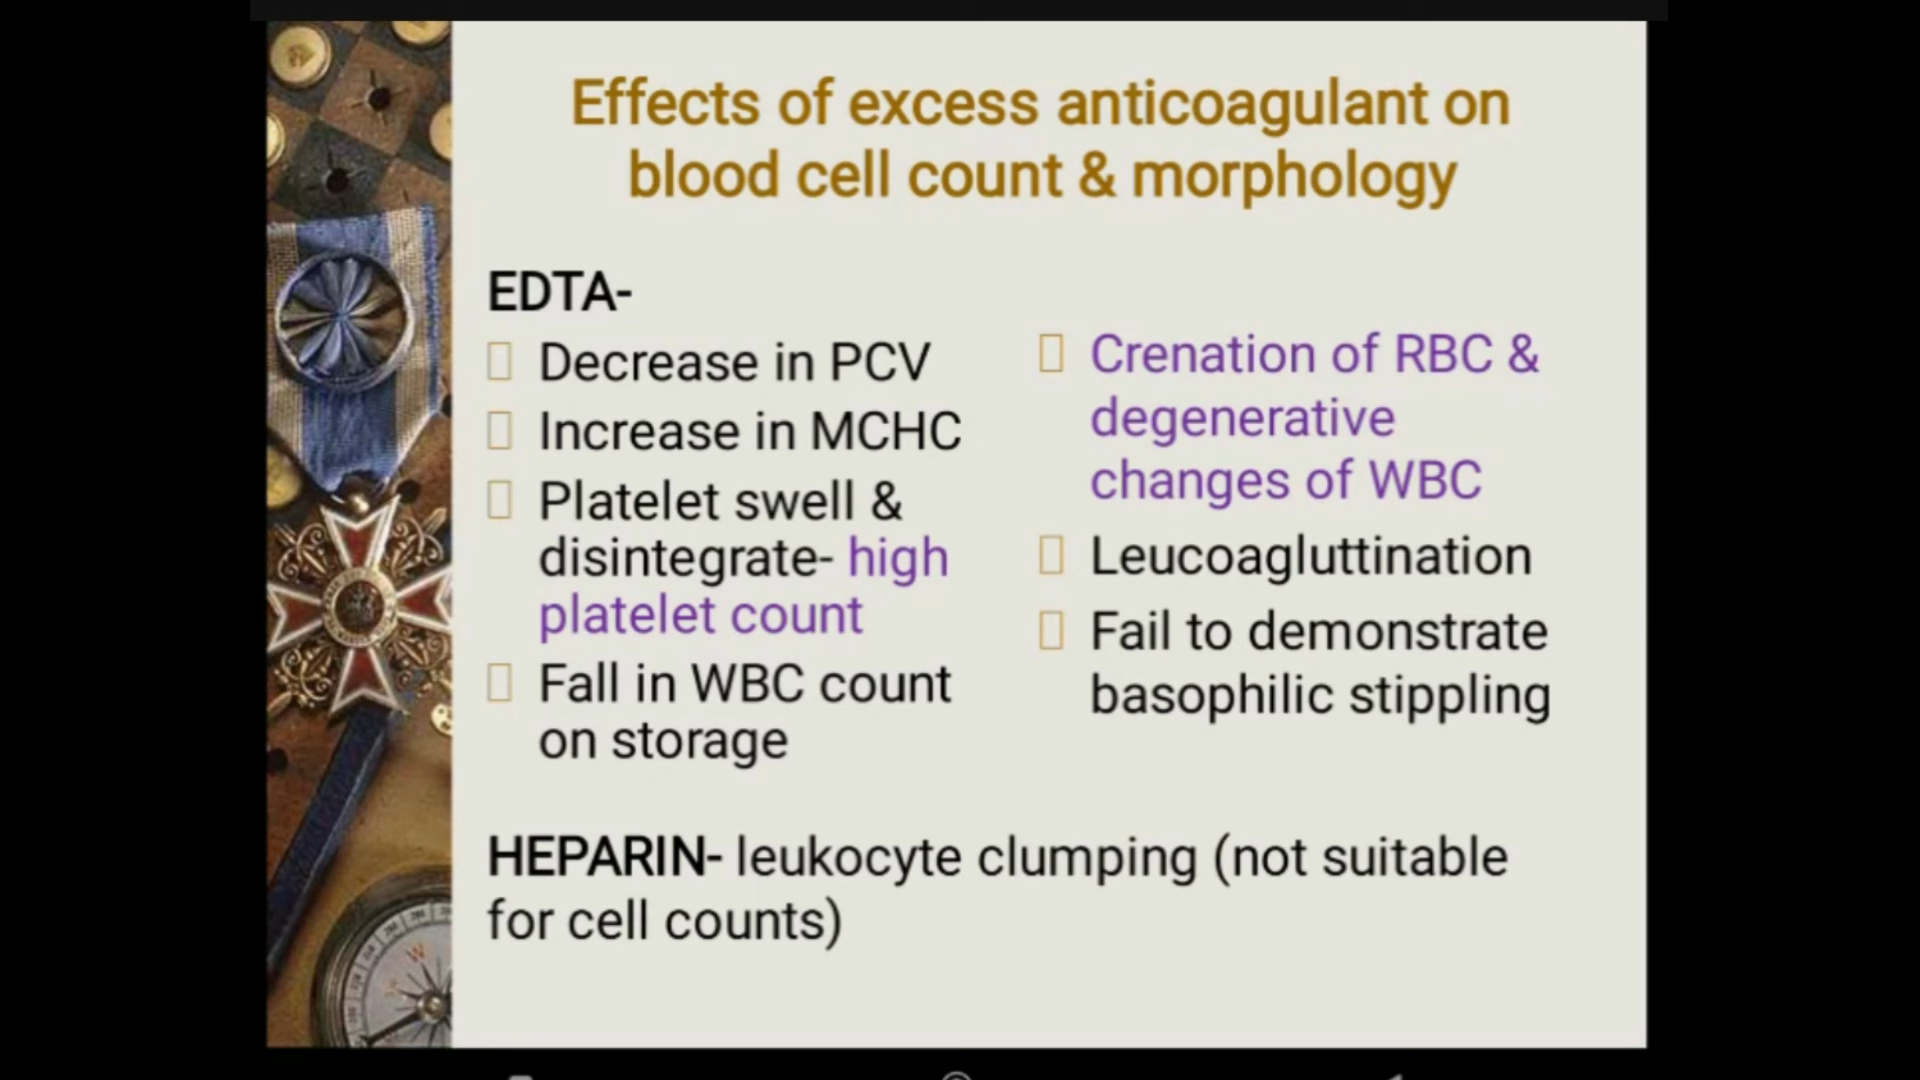 Effects of excess anticoagulant on
blood cell count & morphology
EDTA-
Decrease in PCV
Increase in MCHC
Platelet swell &
disintegrate- high
platelet count
Fall in WBC count
on storage
Crenation of RBC &
degenerative
changes of WBC
Leucoagluttination
Fail to demonstrate
basophilic stippling
HEPARIN- leukocyte clumping (not suitable
for cell counts)